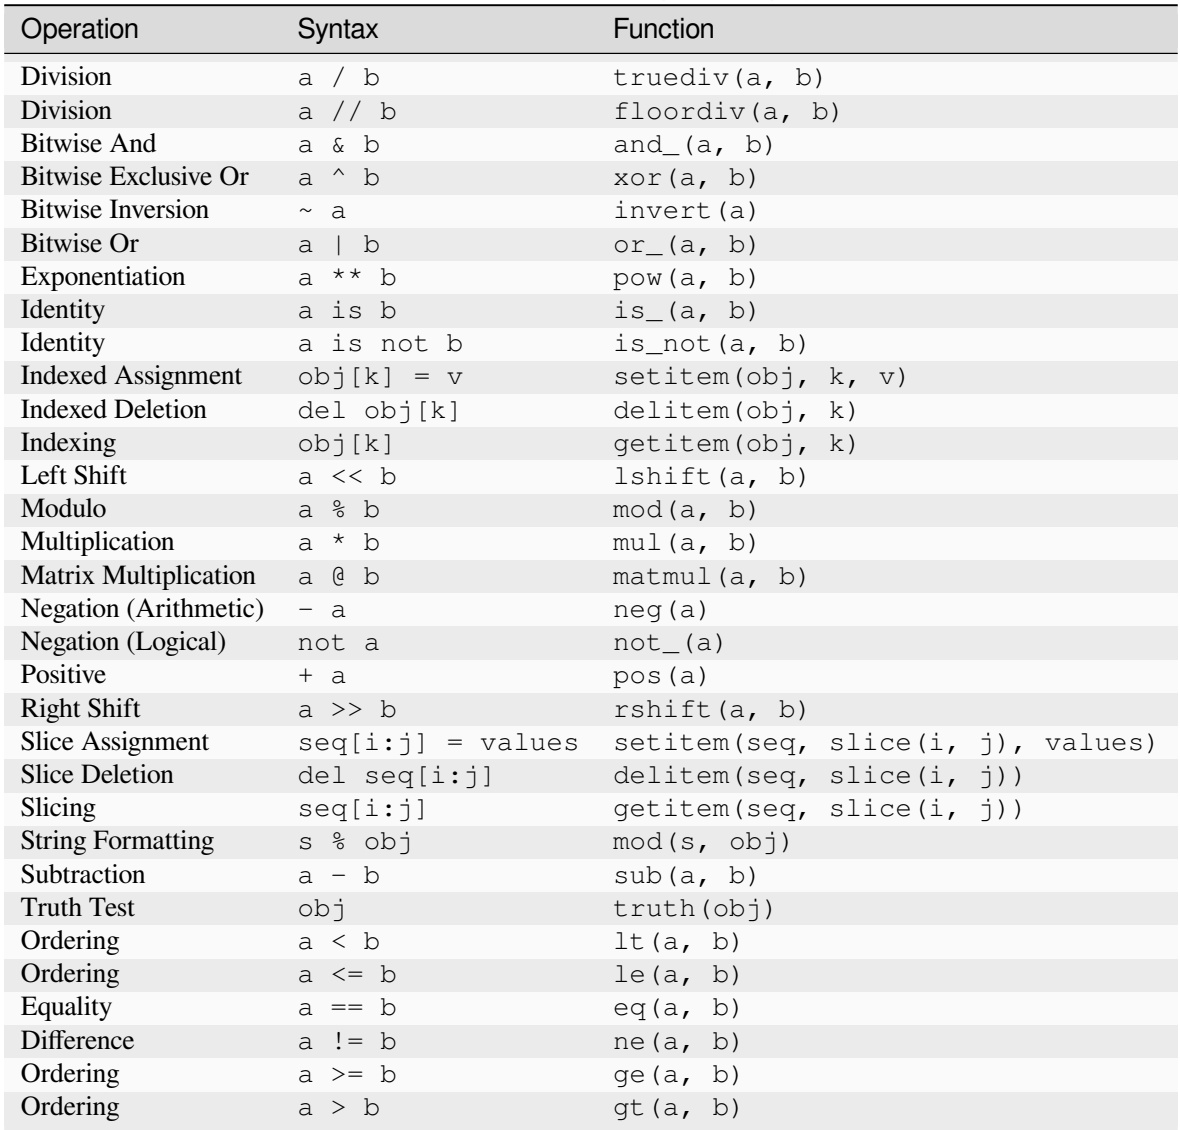 Operation Syntax Function
Division a / b truediv(a, b)
Division a // b floordiv(a, b)
Bitwise And a & b and_(a, b)
Bitwise Exclusive Or a ^ b xor(a, b)
Bitwise Inversion ~ a invert(a)
Bitwise Or a | b or_(a, b)
Exponentiation a ** b pow(a, b)
Identity a is b is_(a, b)
Identity a is not b is_not(a, b)
Indexed Assignment obj[k] = v setitem(obj, k, v)
Indexed Deletion del obj[k] delitem(obj, k)
Indexing obj[k] getitem(obj, k)
Left Shift a << b lshift(a, b)
Modulo a % b mod(a, b)
Multiplication a * b mul(a, b)
Matrix Multiplication a @ b matmul(a, b)
Negation (Arithmetic) - a neg(a)
Negation (Logical) not a not_(a)
Positive + a pos(a)
Right Shift a >> b rshift(a, b)
Slice Assignment seq[i:j] = values setitem(seq, slice(i, j), values)
Slice Deletion del seq[i:j] delitem(seq, slice(i, j))
Slicing seq[i:j] getitem(seq, slice(i, j))
String Formatting s % obj mod(s, obj)
Subtraction a - b sub(a, b)
Truth Test obj truth(obj)
Ordering a < b lt(a, b)
Ordering a <= b le(a, b)
Equality a == b eq(a, b)
Difference a != b ne(a, b)
Ordering a >= b ge(a, b)
Ordering a > b gt(a, b)